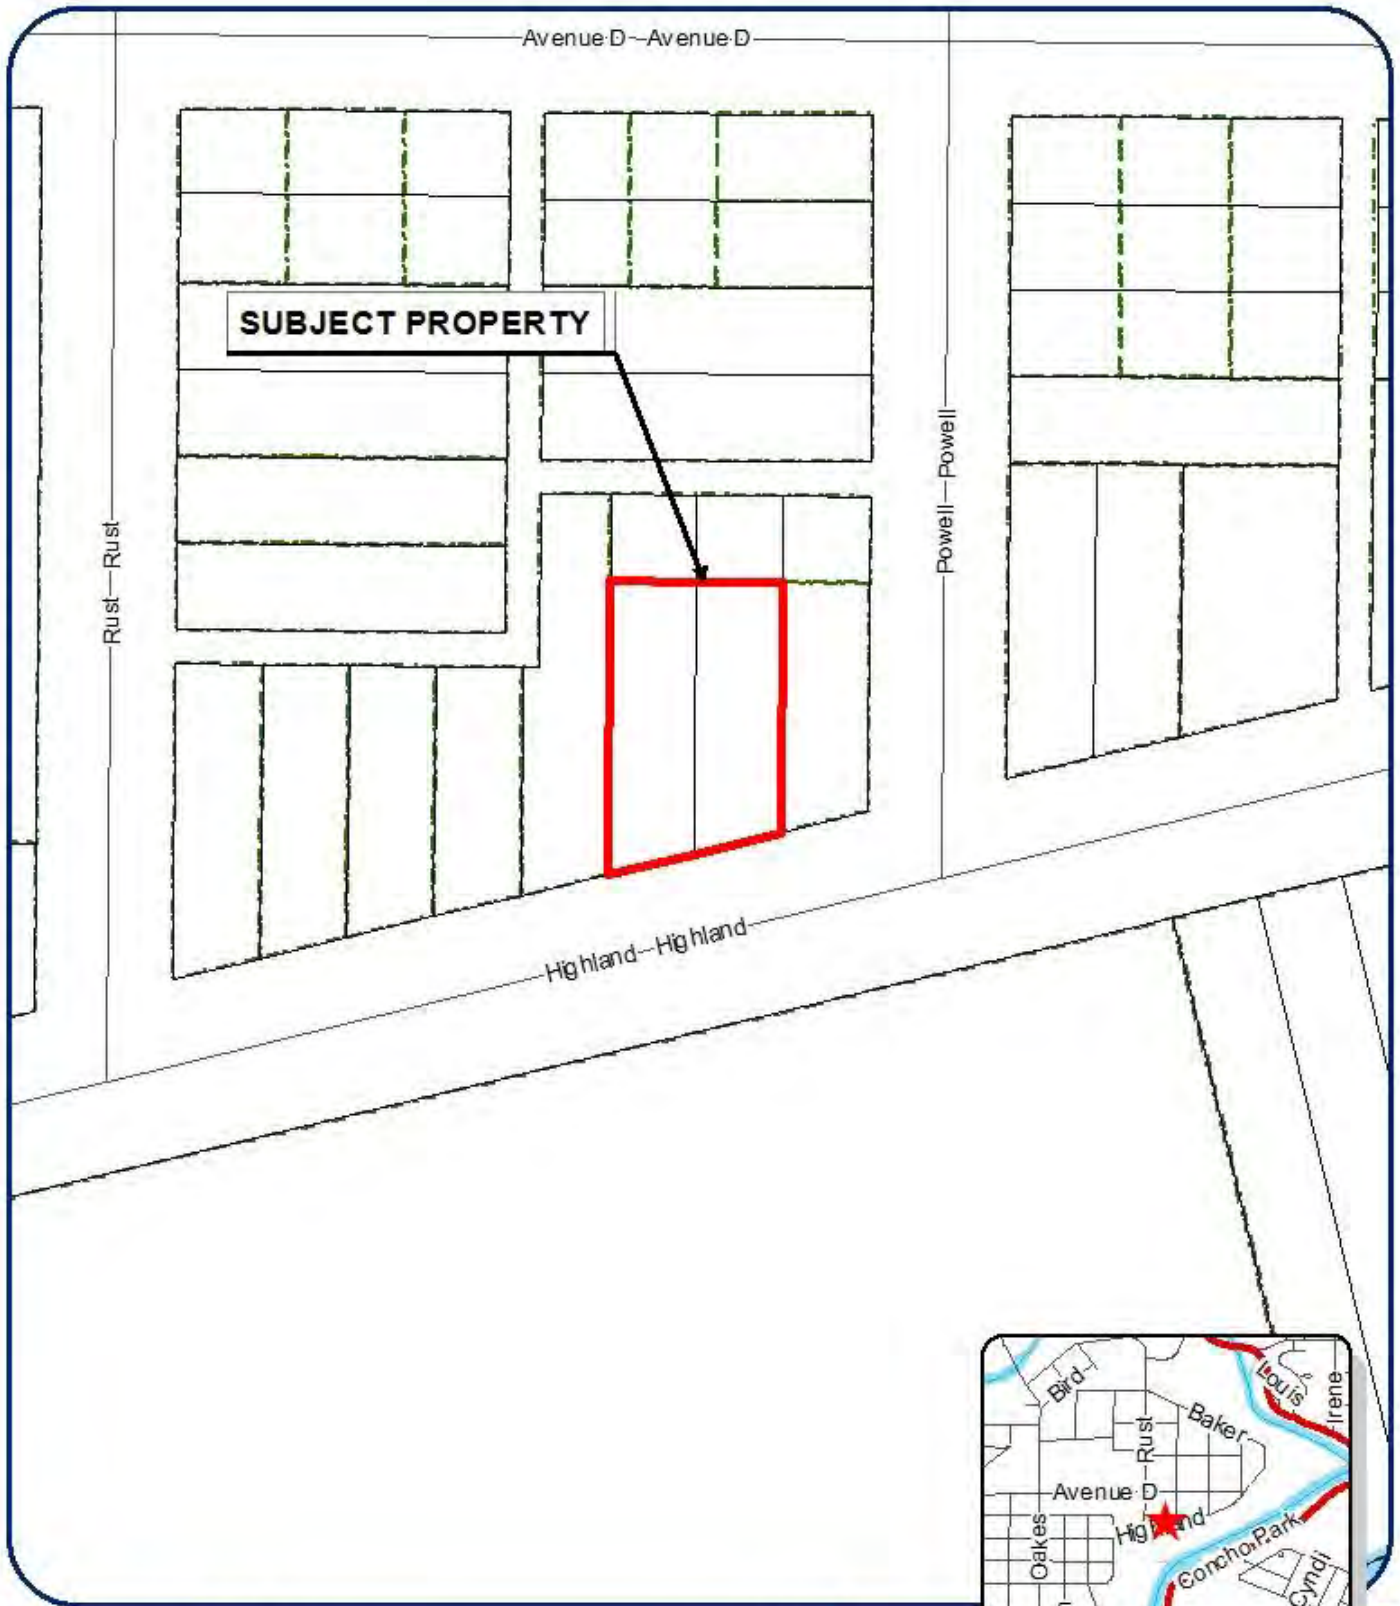 Avenue D--Avenue D
SUBJECT PROPERTY
Powell—Powell
Rust—Rust
Highland--Highland
Bird
Louis
Irene
Baker
Rust
Avenue D
Highland
Oakes
Concho Park
Cyndi